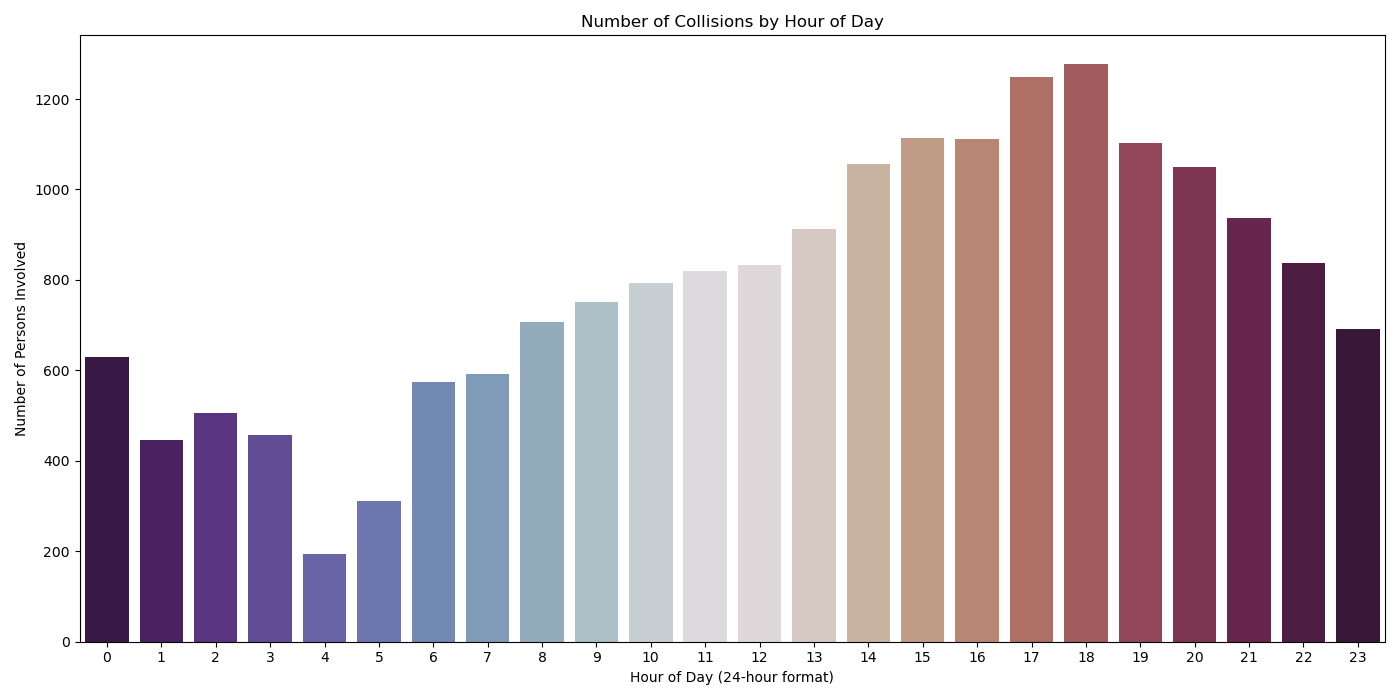 Number of Collisions by Hour of Day
Number of Persons Involved
1200
1000
800
600
400
200
0
0 1 2 3 4 5 6 7 8 9 10 11 12 13 14 15 16 17 18 19 20 21 22 23
Hour of Day (24-hour format)